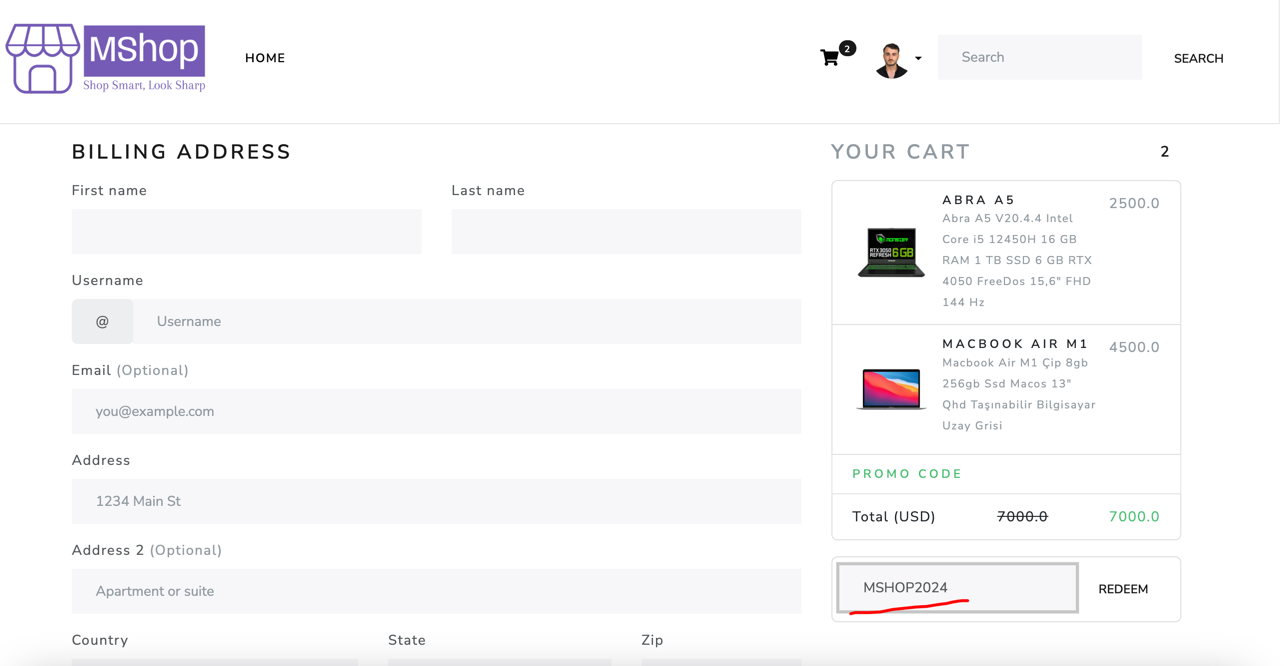 MShop
Shop Smart, Look Sharp
HOME
2
Search
SEARCH
BILLING ADDRESS
First name
Last name
Username
@
Username
Email (Optional)
you@example.com
Address
1234 Main St
Address 2 (Optional)
Apartment or suite
Country
State
Zip
YOUR CART
2
ABRA A5
2500.0
Abra A5 V20.4.4 Intel
Core i5 12450H 16 GB
RAM 1 TB SSD 6 GB RTX
4050 FreeDos 15,6" FHD
144 Hz
RTX 3050
REFRESH 6 GB
MACBOOK AIR M1
4500.0
Macbook Air M1 Çip 8gb
256gb Ssd Macos 13"
Qhd Taşınabilir Bilgisayar
Uzay Grisi
PROMO CODE
Total (USD) 7000.0 7000.0
MSHOP2024
REDEEM